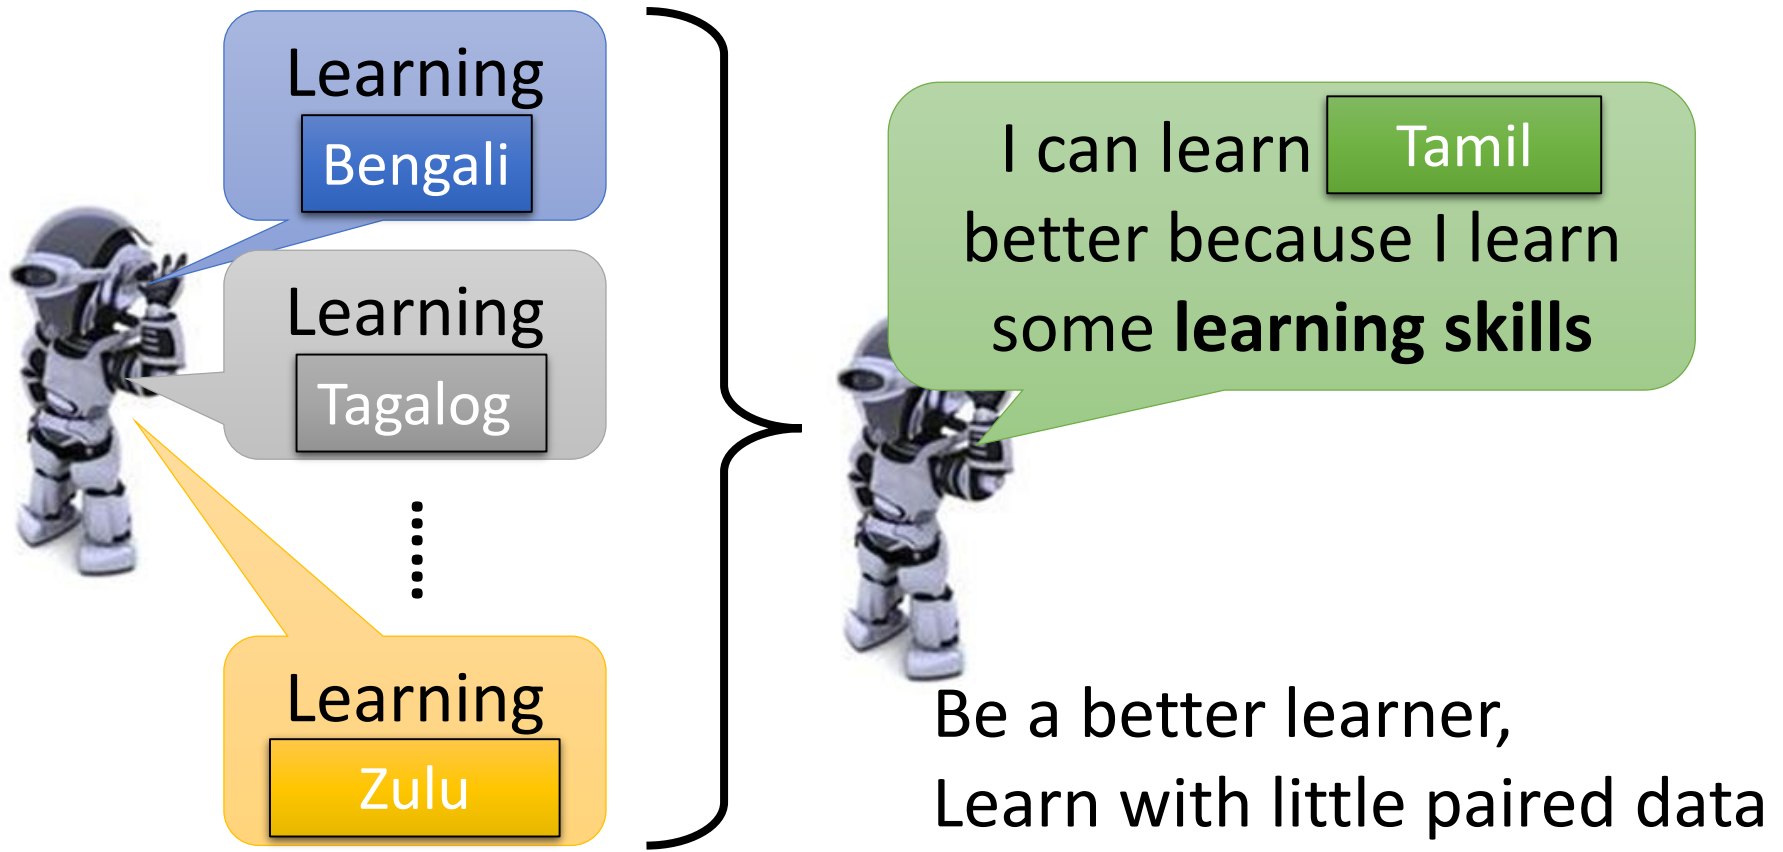 Learning
Bengali
Learning
Tagalog
......
Learning
Zulu
I can learn Tamil
better because I learn
some learning skills
Be a better learner,
Learn with little paired data